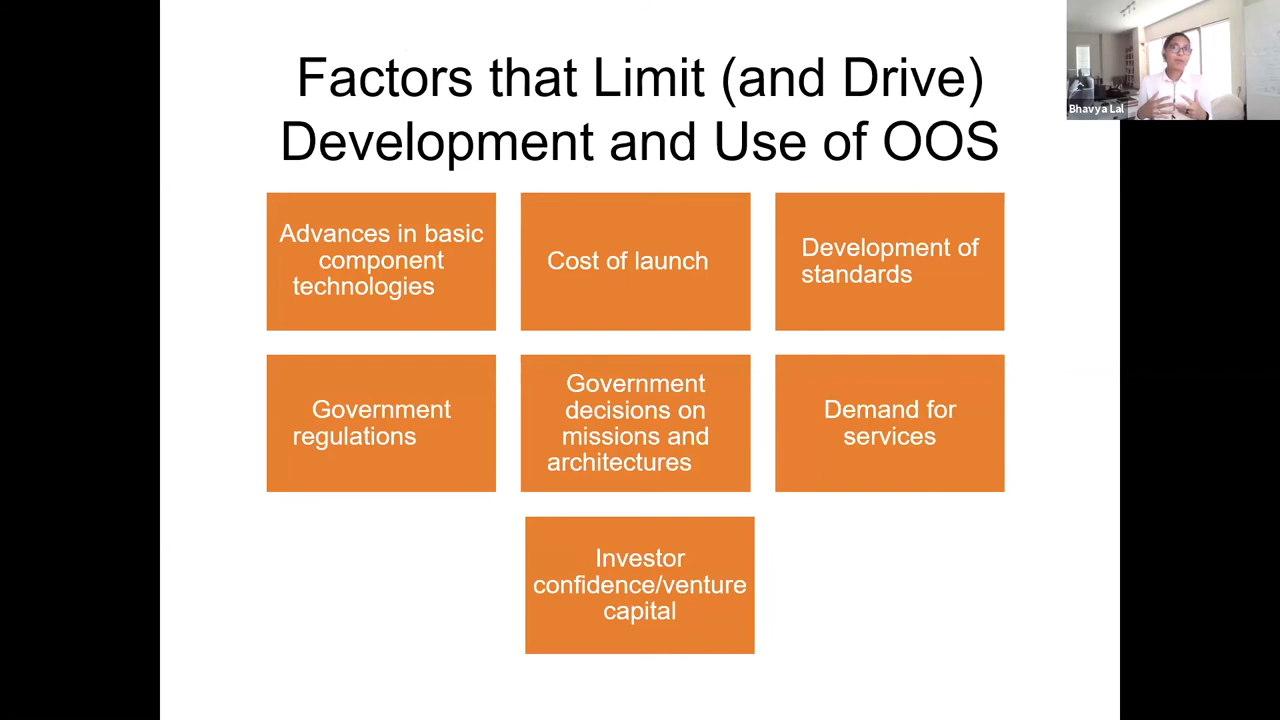 Factors that Limit (and Drive)
Development and Use of OOS
Bhavya Lal
Advances in basic
component
technologies
Cost of launch
Development of
standards
Government
regulations
Government
decisions on
missions and
architectures
Demand for
services
Investor
confidence/venture
capital